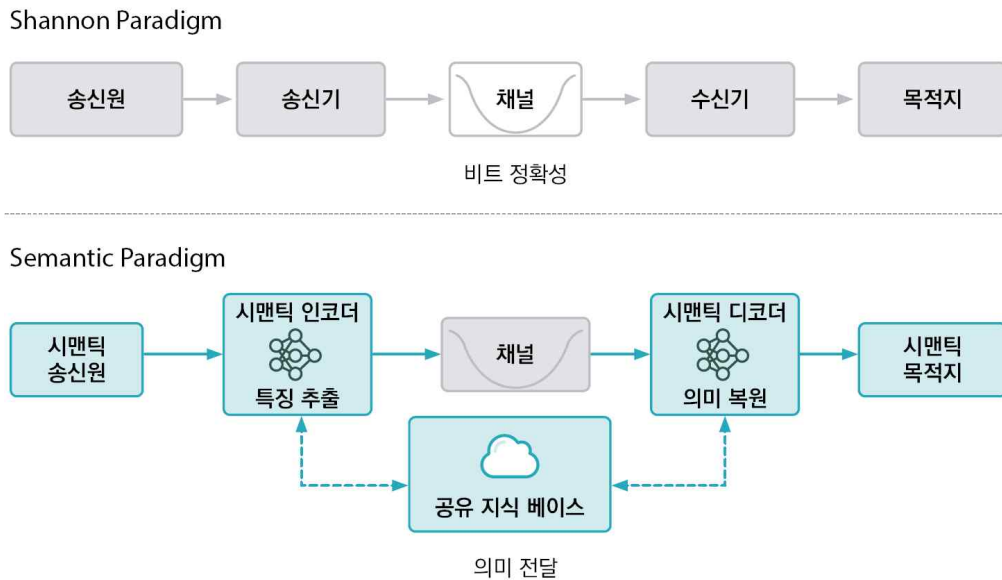 Shannon Paradigm
송신원
송신기
채널
수신기
목적지
비트 정확성
Semantic Paradigm
시맨틱
송신원
시맨틱 인코더
특징 추출
채널
시맨틱 디코더
의미 복원
시맨틱
목적지
공유 지식 베이스
의미 전달